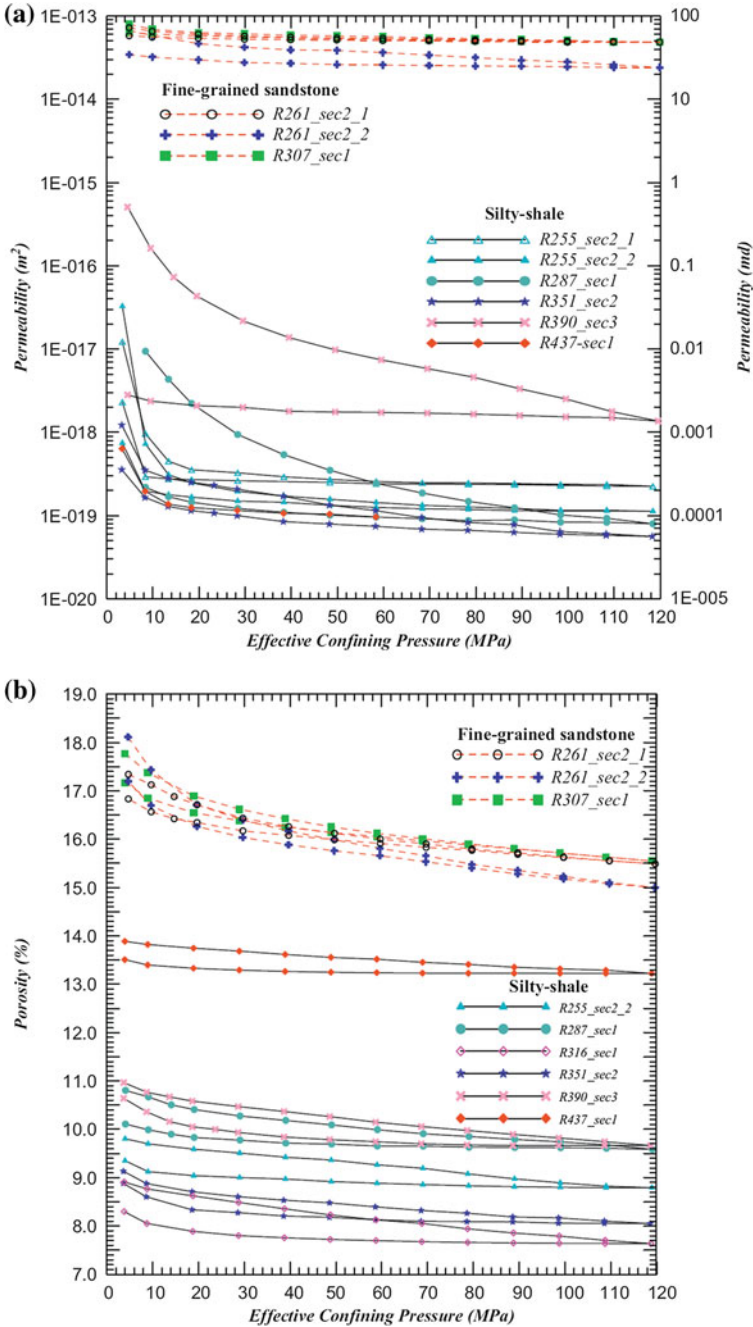 (a)
1E-013
1E-014
1E-015
1E-016
1E-017
1E-018
1E-019
1E-020
Permeability (m²)
100
10
1
0.1
0.01
0.001
0.0001
1E-005
Permeability (md)
Fine-grained sandstone
R261_sec2_1
R261_sec2_2
R307_sec1
Silty-shale
R255_sec2_1
R255_sec2_2
R287_sec1
R351_sec2
R390_sec3
R437-sec1
0 10 20 30 40 50 60 70 80 90 100 110 120
Effective Confining Pressure (MPa)
(b)
19.0
18.0
17.0
16.0
15.0
14.0
13.0
12.0
11.0
10.0
9.0
8.0
7.0
Porosity (%)
Fine-grained sandstone
R261_sec2_1
R261_sec2_2
R307_sec1
Silty-shale
R255_sec2_2
R287_sec1
R316_sec1
R351_sec2
R390_sec3
R437_sec1
0 10 20 30 40 50 60 70 80 90 100 110 120
Effective Confining Pressure (MPa)